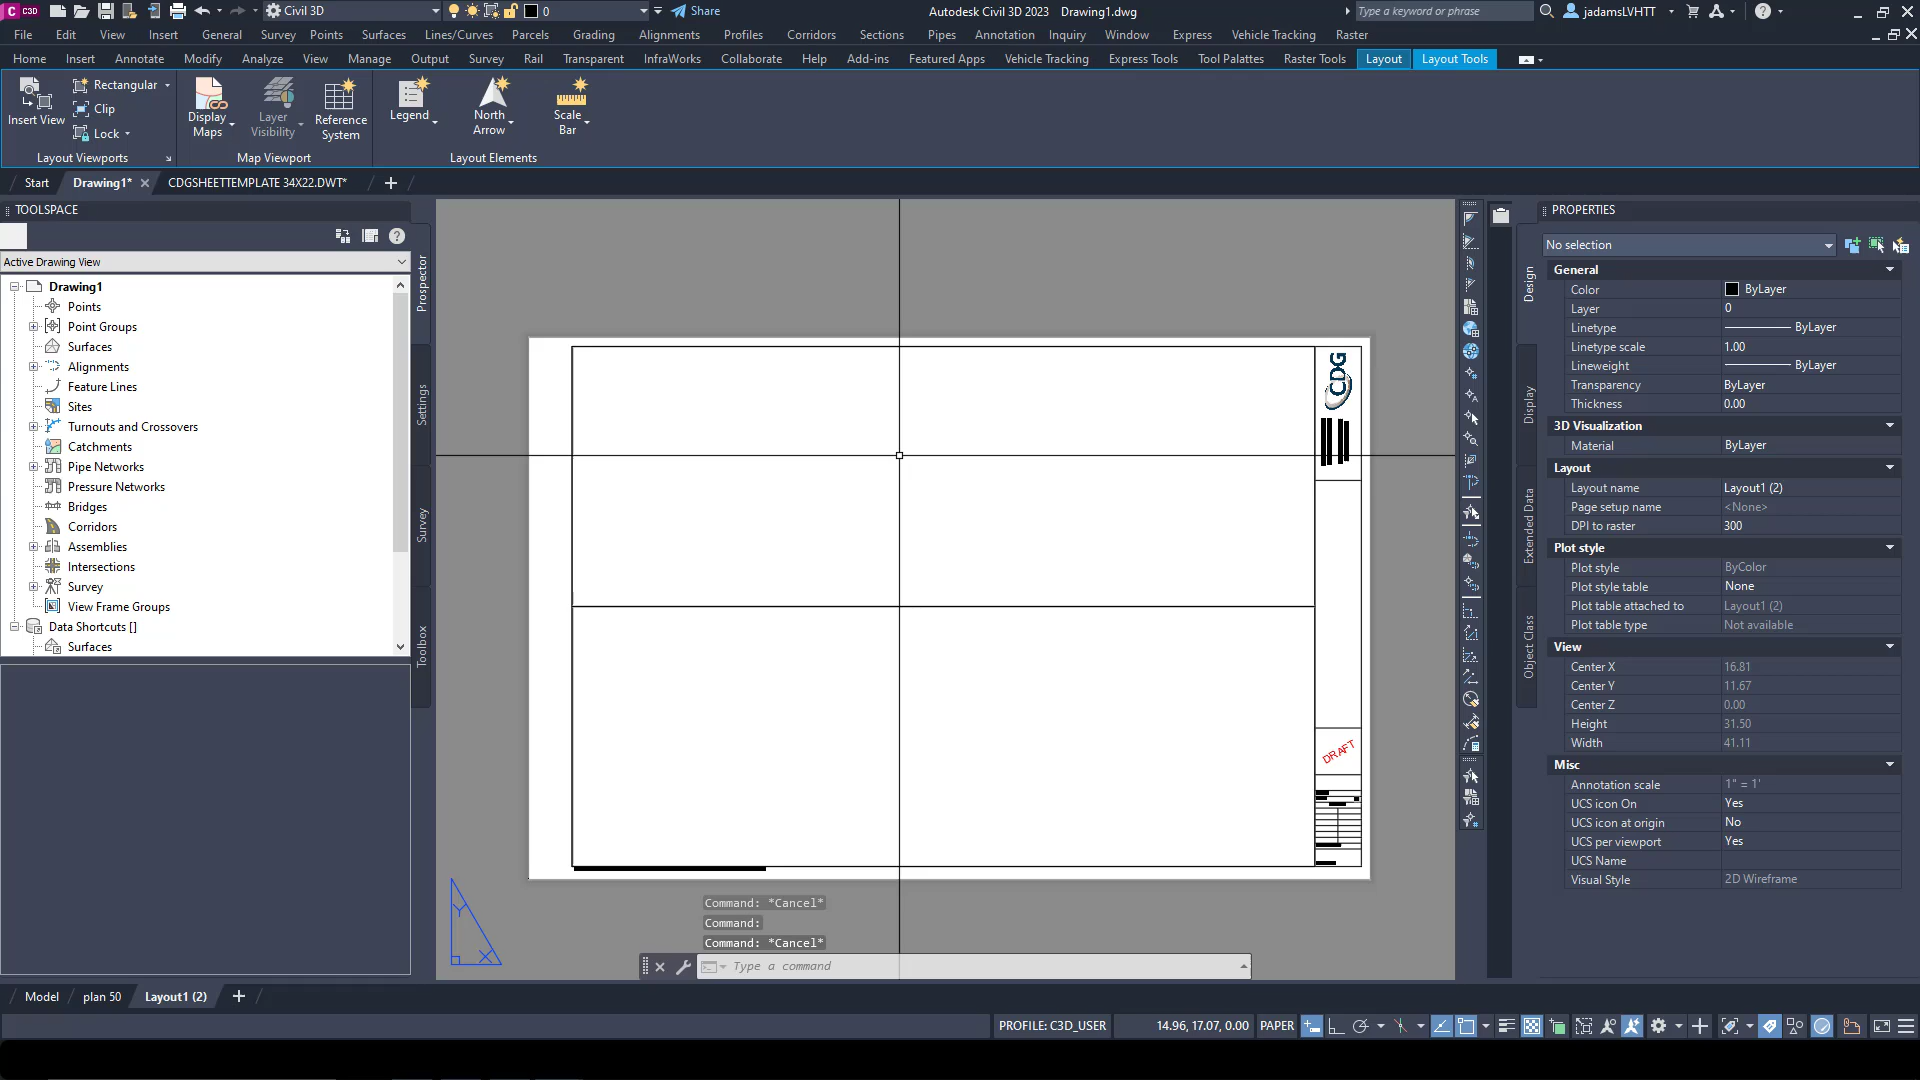 C3D
Civil 3D
0
Share
Autodesk Civil 3D 2023 Drawing1.dwg
Type a keyword or phrase
jadamsLVHTT
File Edit View Insert General Survey Points Surfaces Lines/Curves Parcels Grading Alignments Profiles Corridors Sections Pipes Annotation Inquiry Window Express Vehicle Tracking Raster
Home Insert Annotate Modify Analyze View Manage Output Survey Rail Transparent InfraWorks Collaborate Help Add-ins Featured Apps Vehicle Tracking Express Tools Tool Palettes Raster Tools Layout Layout Tools
Insert View
Rectangular
Clip
Lock
Layout Viewports
Display
Maps
Layer
Visibility
Reference
System
Map Viewport
Legend
North
Arrow
Scale
Bar
Layout Elements
Start Drawing1* CDGSHEETTEMPLATE 34X22.DWT*
TOOLSPACE
Active Drawing View
Drawing1
Points
Point Groups
Surfaces
Alignments
Feature Lines
Sites
Turnouts and Crossovers
Catchments
Pipe Networks
Pressure Networks
Bridges
Corridors
Assemblies
Intersections
Survey
View Frame Groups
Data Shortcuts []
Surfaces
Prospector
Settings
Survey
Toolbox
CDG
DRAFT
Y
X
Command: *Cancel*
Command:
Command: *Cancel*
Type a command
PROPERTIES
No selection
Design
Display
Extended Data
Object Class
General
Color ByLayer
Layer 0
Linetype ByLayer
Linetype scale 1.00
Lineweight ByLayer
Transparency ByLayer
Thickness 0.00
3D Visualization
Material ByLayer
Layout
Layout name Layout1 (2)
Page setup name <None>
DPI to raster 300
Plot style
Plot style ByColor
Plot style table None
Plot table attached to Layout1 (2)
Plot table type Not available
View
Center X 16.81
Center Y 11.67
Center Z 0.00
Height 31.50
Width 41.11
Misc
Annotation scale 1" = 1'
UCS icon On Yes
UCS icon at origin No
UCS per viewport Yes
UCS Name
Visual Style 2D Wireframe
Model plan 50 Layout1 (2)
PROFILE: C3D_USER 14.96, 17.07, 0.00 PAPER